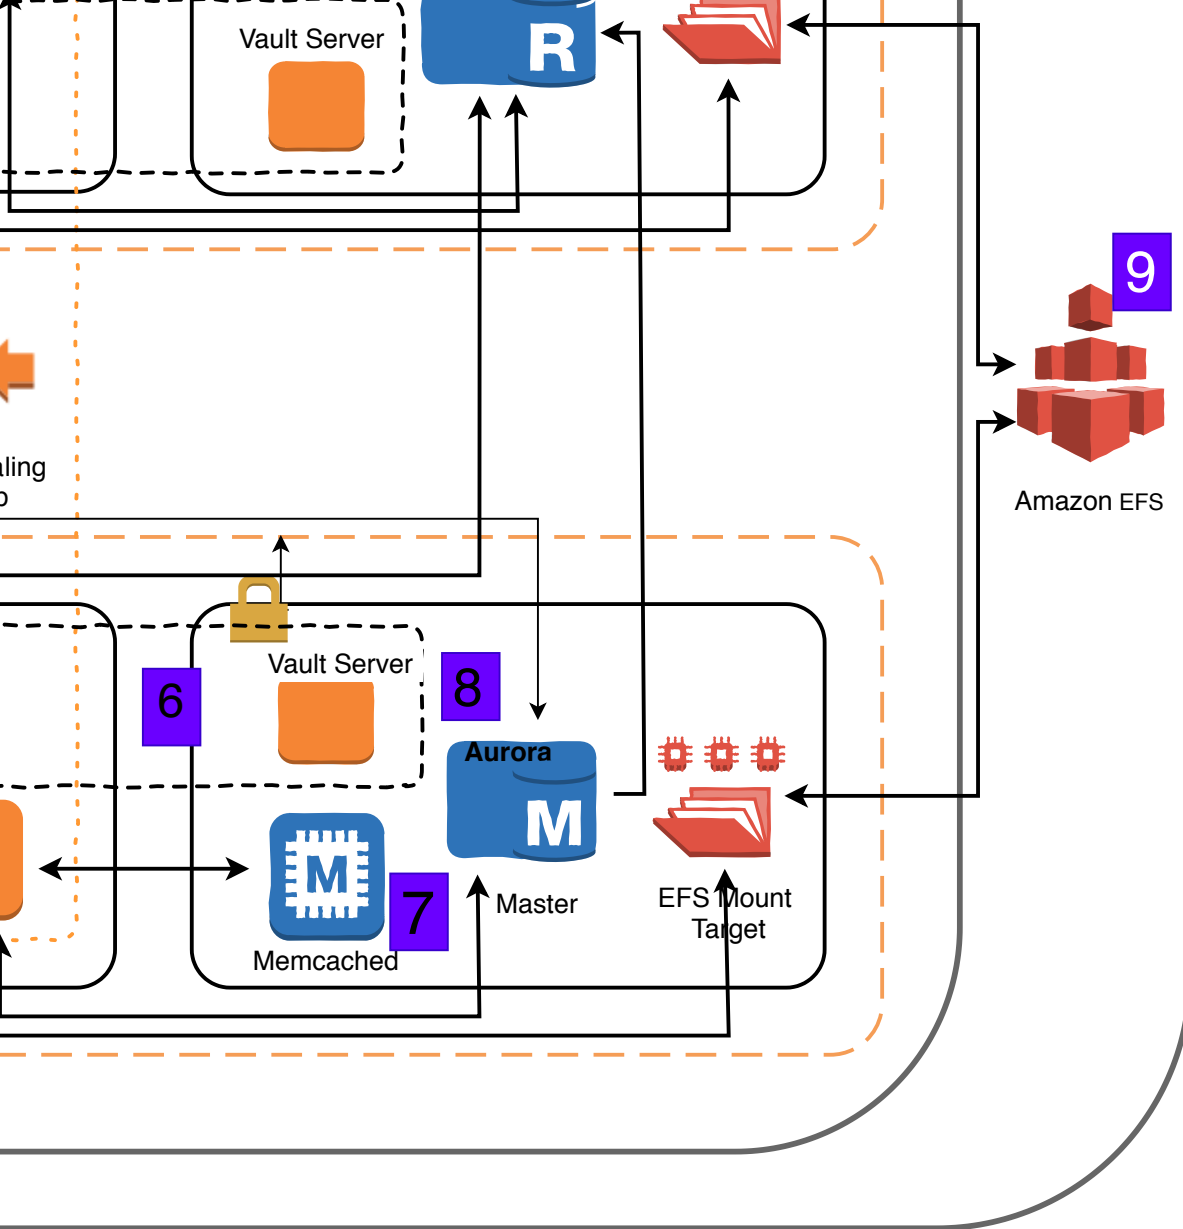 Vault Server
R
9
aling
Amazon EFS
Vault Server
6
8
Aurora
M
M
7
Master
EFS Mount
Target
Memcached